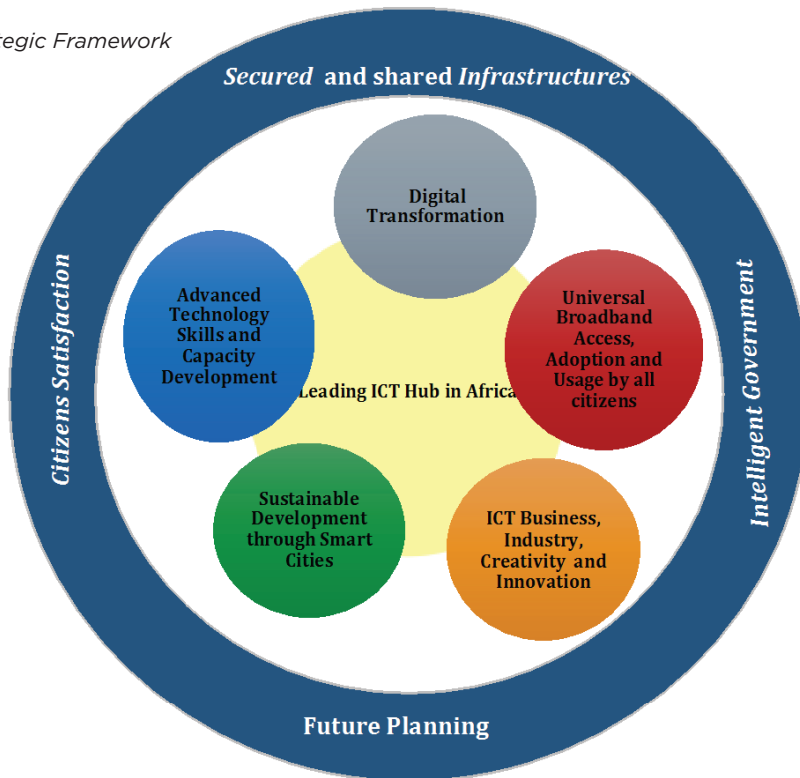 tegic Framework
Secured and shared Infrastructures
Digital
Transformation
Advanced
Technology
Skills and
Capacity
Development
Universal
Broadband
Access,
Adoption and
Usage by all
citizens
Leading ICT Hub in Africa
Citizens Satisfaction
Intelligent Government
Sustainable
Development
through Smart
Cities
ICT Business,
Industry,
Creativity and
Innovation
Future Planning